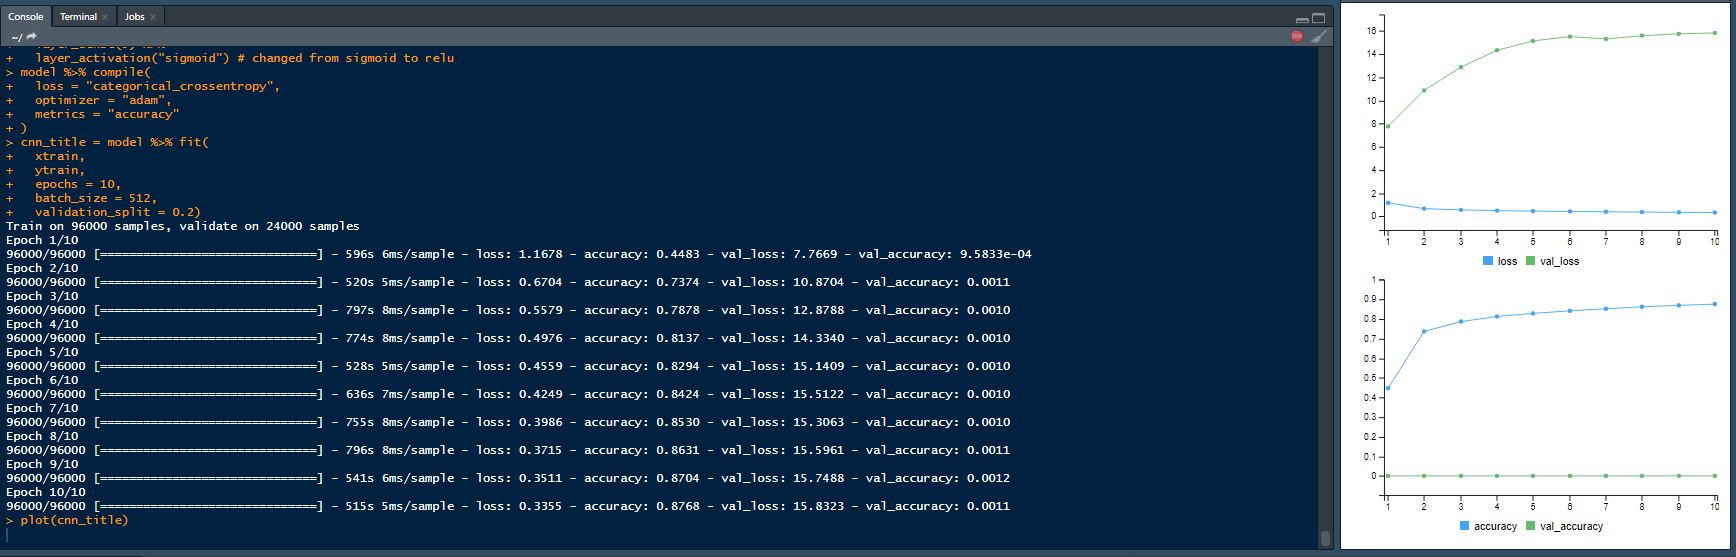 Console Terminal × Jobs ×
~/
+ layer_activation("sigmoid") # changed from sigmoid to relu
> model %>% compile(
+ loss = "categorical_crossentropy",
+ optimizer = "adam",
+ metrics = "accuracy"
+ )
> cnn_title = model %>% fit(
+ xtrain,
+ ytrain,
+ epochs = 10,
+ batch_size = 512,
+ validation_split = 0.2)
Train on 96000 samples, validate on 24000 samples
Epoch 1/10
96000/96000 [==============================] - 596s 6ms/sample - loss: 1.1678 - accuracy: 0.4483 - val_loss: 7.7669 - val_accuracy: 9.5833e-04
Epoch 2/10
96000/96000 [==============================] - 520s 5ms/sample - loss: 0.6704 - accuracy: 0.7374 - val_loss: 10.8704 - val_accuracy: 0.0011
Epoch 3/10
96000/96000 [==============================] - 797s 8ms/sample - loss: 0.5579 - accuracy: 0.7878 - val_loss: 12.8788 - val_accuracy: 0.0010
Epoch 4/10
96000/96000 [==============================] - 774s 8ms/sample - loss: 0.4976 - accuracy: 0.8137 - val_loss: 14.3340 - val_accuracy: 0.0010
Epoch 5/10
96000/96000 [==============================] - 528s 5ms/sample - loss: 0.4559 - accuracy: 0.8294 - val_loss: 15.1409 - val_accuracy: 0.0010
Epoch 6/10
96000/96000 [==============================] - 636s 7ms/sample - loss: 0.4249 - accuracy: 0.8424 - val_loss: 15.5122 - val_accuracy: 0.0010
Epoch 7/10
96000/96000 [==============================] - 755s 8ms/sample - loss: 0.3986 - accuracy: 0.8530 - val_loss: 15.3063 - val_accuracy: 0.0010
Epoch 8/10
96000/96000 [==============================] - 796s 8ms/sample - loss: 0.3715 - accuracy: 0.8631 - val_loss: 15.5961 - val_accuracy: 0.0011
Epoch 9/10
96000/96000 [==============================] - 541s 6ms/sample - loss: 0.3511 - accuracy: 0.8704 - val_loss: 15.7488 - val_accuracy: 0.0012
Epoch 10/10
96000/96000 [==============================] - 515s 5ms/sample - loss: 0.3355 - accuracy: 0.8768 - val_loss: 15.8323 - val_accuracy: 0.0011
> plot(cnn_title)
16
14
12
10
8
6
4
2
0
1 2 3 4 5 6 7 8 9 10
loss val_loss
1
0.9
0.8
0.7
0.6
0.5
0.4
0.3
0.2
0.1
0
1 2 3 4 5 6 7 8 9 10
accuracy val_accuracy